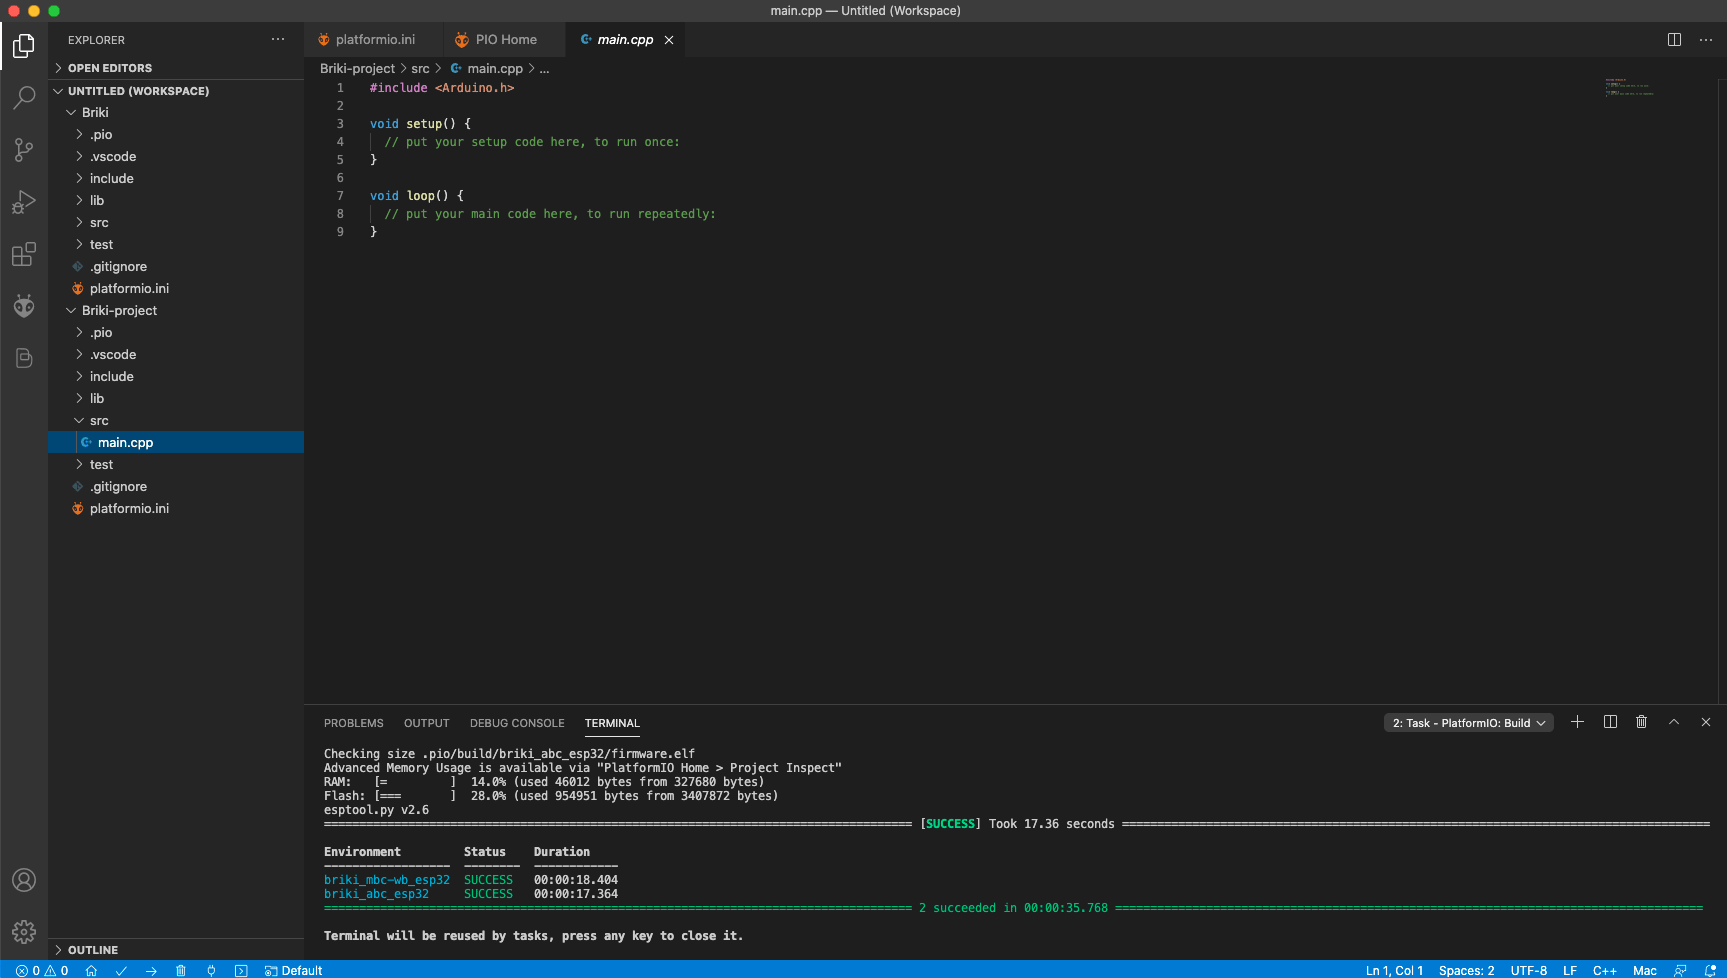 main.cpp — Untitled (Workspace)
EXPLORER
platformio.ini
PIO Home
main.cpp
OPEN EDITORS
Briki-project > src > main.cpp > ...
UNTITLED (WORKSPACE)
Briki
.pio
.vscode
include
lib
src
test
.gitignore
platformio.ini
Briki-project
.pio
.vscode
include
lib
src
main.cpp
test
.gitignore
platformio.ini
OUTLINE
1 #include <Arduino.h>
2
3 void setup() {
4 // put your setup code here, to run once:
5 }
6
7 void loop() {
8 // put your main code here, to run repeatedly:
9 }
PROBLEMS OUTPUT DEBUG CONSOLE TERMINAL
2: Task - PlatformIO: Build
Checking size .pio/build/briki_abc_esp32/firmware.elf
Advanced Memory Usage is available via "PlatformIO Home > Project Inspect"
RAM: [= ] 14.0% (used 46012 bytes from 327680 bytes)
Flash: [=== ] 28.0% (used 954951 bytes from 3407872 bytes)
esptool.py v2.6
[SUCCESS] Took 17.36 seconds
Environment Status Duration
briki_mbc-wb_esp32 SUCCESS 00:00:18.404
briki_abc_esp32 SUCCESS 00:00:17.364
2 succeeded in 00:00:35.768
Terminal will be reused by tasks, press any key to close it.
0 0 Default
Ln 1, Col 1 Spaces: 2 UTF-8 LF C++ Mac